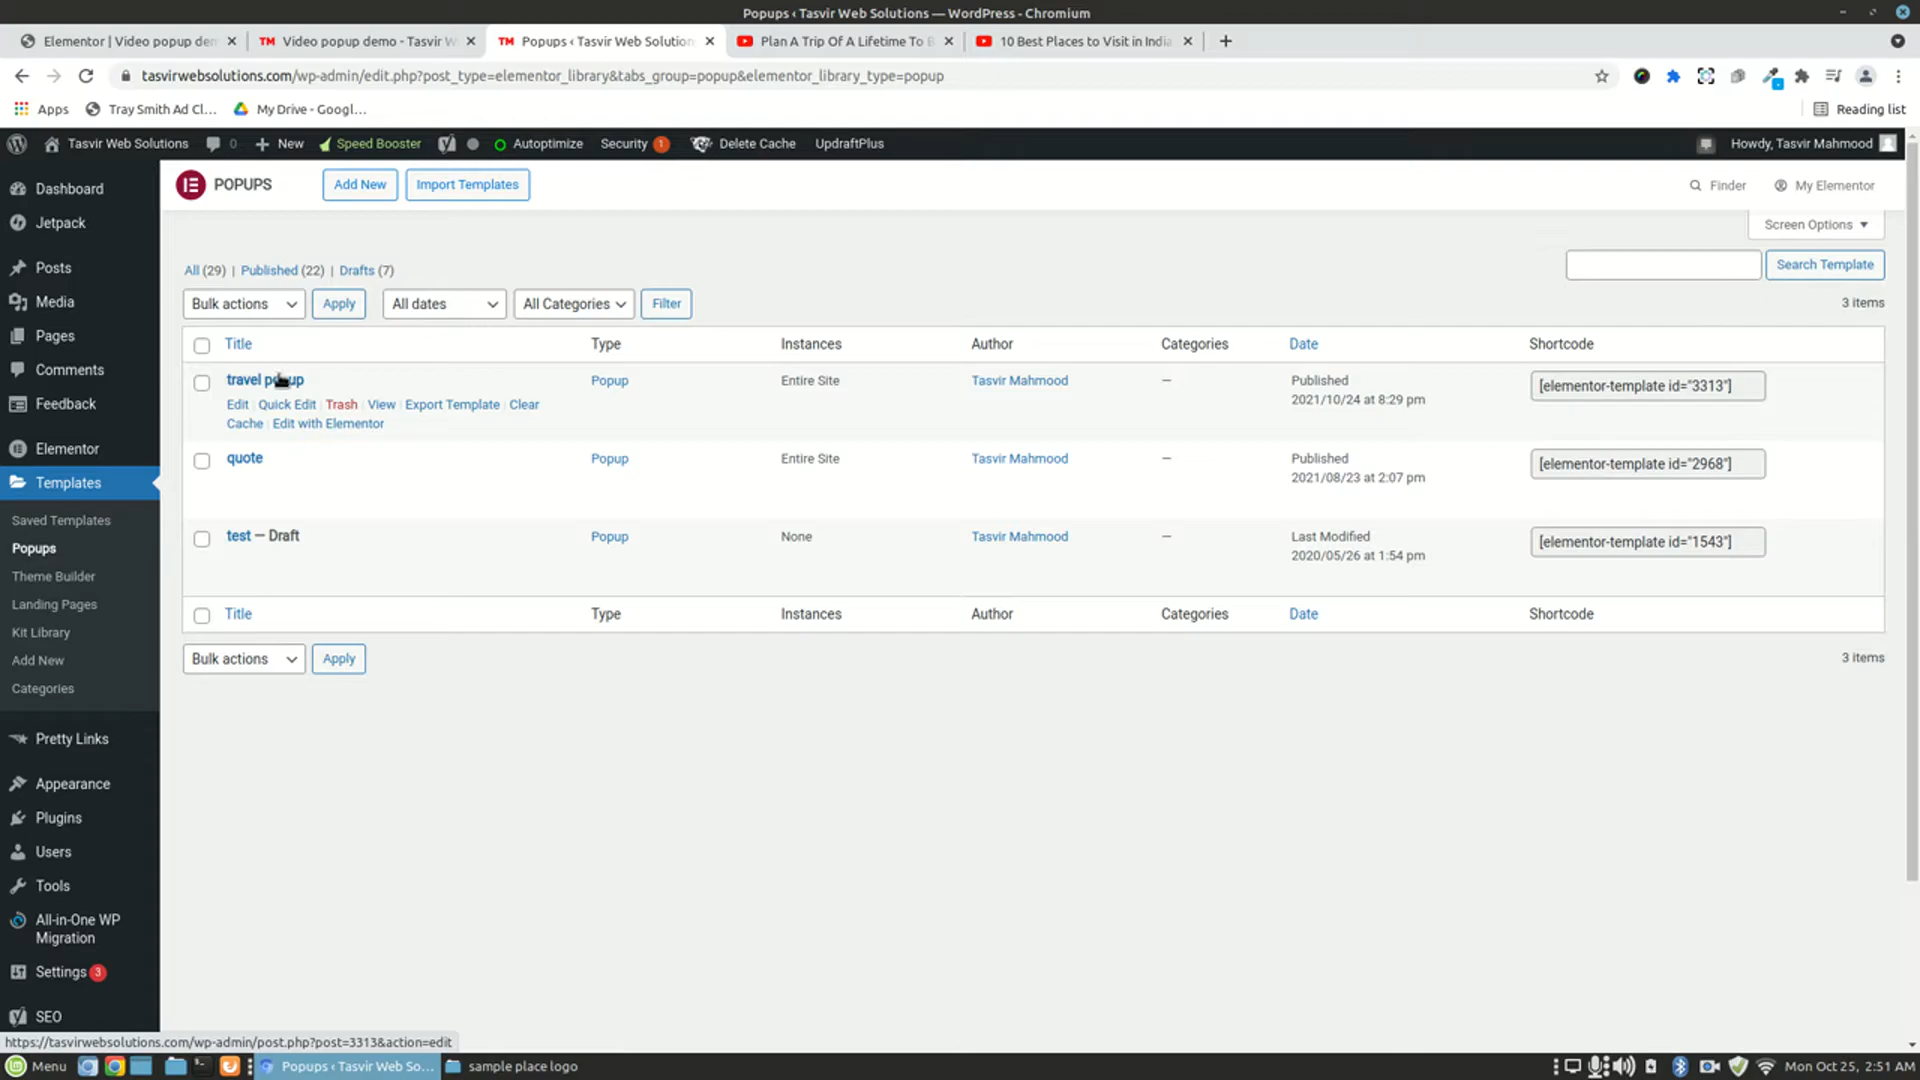 Popups ‹ Tasvir Web Solutions — WordPress - Chromium
Elementor | Video popup den
Video popup demo - Tasvir W
Popups ‹ Tasvir Web Solution
Plan A Trip Of A Lifetime To B
10 Best Places to Visit in India
tasvirwebsolutions.com/wp-admin/edit.php?post_type=elementor_library&tabs_group=popup&elementor_library_type=popup
Apps
Tray Smith Ad Cl...
My Drive - Googl...
Reading list
Tasvir Web Solutions
0
New
Speed Booster
Autoptimize
Security 1
Delete Cache
UpdraftPlus
Howdy, Tasvir Mahmood
Dashboard
Jetpack
Posts
Media
Pages
Comments
Feedback
Elementor
Templates
Saved Templates
Popups
Theme Builder
Landing Pages
Kit Library
Add New
Categories
Pretty Links
Appearance
Plugins
Users
Tools
All-in-One WP
Migration
Settings 3
SEO
POPUPS
Add New
Import Templates
Finder
My Elementor
Screen Options
All (29) | Published (22) | Drafts (7)
Search Template
Bulk actions
Apply
All dates
All Categories
Filter
3 items
Title Type Instances Author Categories Date Shortcode
travel popup Popup Entire Site Tasvir Mahmood — Published [elementor-template id="3313"]
2021/10/24 at 8:29 pm
Edit | Quick Edit | Trash | View | Export Template | Clear
Cache | Edit with Elementor
quote Popup Entire Site Tasvir Mahmood — Published [elementor-template id="2968"]
2021/08/23 at 2:07 pm
test — Draft Popup None Tasvir Mahmood — Last Modified [elementor-template id="1543"]
2020/05/26 at 1:54 pm
Title Type Instances Author Categories Date Shortcode
Bulk actions
Apply
3 items
https://tasvirwebsolutions.com/wp-admin/post.php?post=3313&action=edit
Menu
Popups ‹ Tasvir Web So...
sample place logo
Mon Oct 25, 2:51 AM